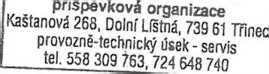 příspěvková organizace
Kaštanová 268, Dolní Líštná, 739 61 Třinec
provozně-technický úsek - servis
tel. 558 309 763, 724 648 740